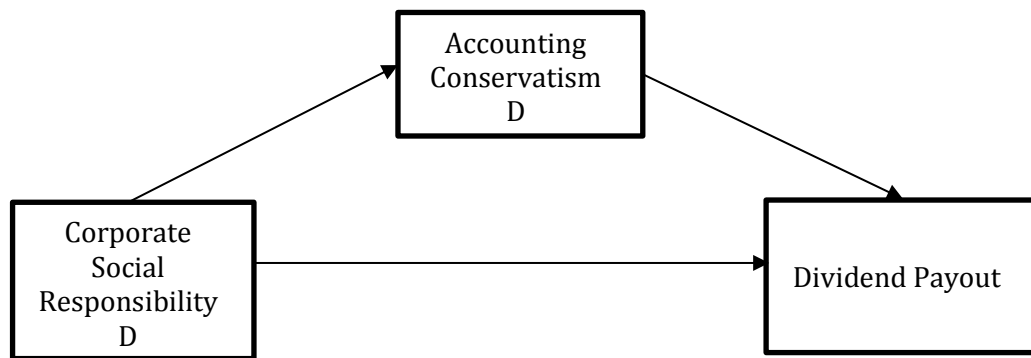 Accounting
Conservatism
D
Corporate
Social
Responsibility
D
Dividend Payout